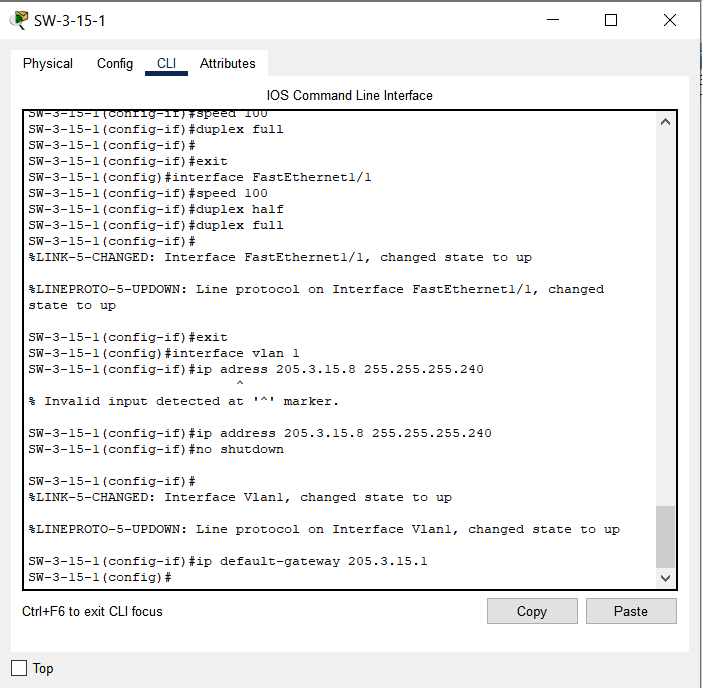 SW-3-15-1
Physical Config CLI Attributes
IOS Command Line Interface
SW-3-15-1(config-if)#speed 100
SW-3-15-1(config-if)#duplex full
SW-3-15-1(config-if)#
SW-3-15-1(config-if)#exit
SW-3-15-1(config)#interface FastEthernet1/1
SW-3-15-1(config-if)#speed 100
SW-3-15-1(config-if)#duplex half
SW-3-15-1(config-if)#duplex full
SW-3-15-1(config-if)#
%LINK-5-CHANGED: Interface FastEthernet1/1, changed state to up
%LINEPROTO-5-UPDOWN: Line protocol on Interface FastEthernet1/1, changed
state to up
SW-3-15-1(config-if)#exit
SW-3-15-1(config)#interface vlan 1
SW-3-15-1(config-if)#ip adress 205.3.15.8 255.255.255.240
^
% Invalid input detected at '^' marker.
SW-3-15-1(config-if)#ip address 205.3.15.8 255.255.255.240
SW-3-15-1(config-if)#no shutdown
SW-3-15-1(config-if)#
%LINK-5-CHANGED: Interface Vlan1, changed state to up
%LINEPROTO-5-UPDOWN: Line protocol on Interface Vlan1, changed state to up
SW-3-15-1(config-if)#ip default-gateway 205.3.15.1
SW-3-15-1(config)#
Ctrl+F6 to exit CLI focus
Copy Paste
Top